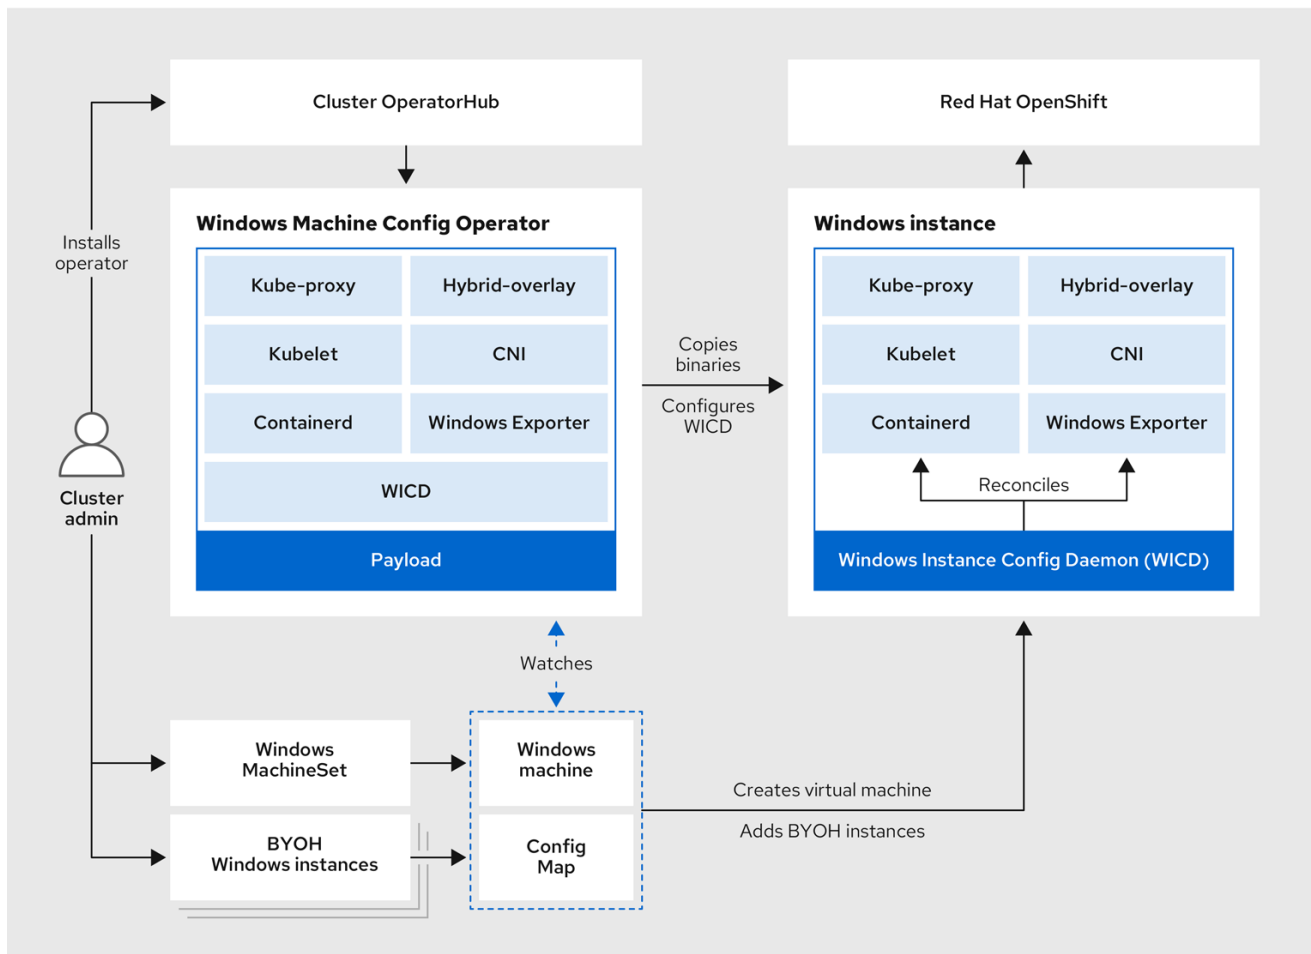 Cluster OperatorHub
Red Hat OpenShift
Installs
operator
Cluster
admin
Windows Machine Config Operator
Kube-proxy
Hybrid-overlay
Kubelet
CNI
Containerd
Windows Exporter
WICD
Payload
Copies
binaries
Configures
WICD
Windows instance
Kube-proxy
Hybrid-overlay
Kubelet
CNI
Containerd
Windows Exporter
Reconciles
Windows Instance Config Daemon (WICD)
Watches
Windows
MachineSet
Windows
machine
BYOH
Windows instances
Config
Map
Creates virtual machine
Adds BYOH instances